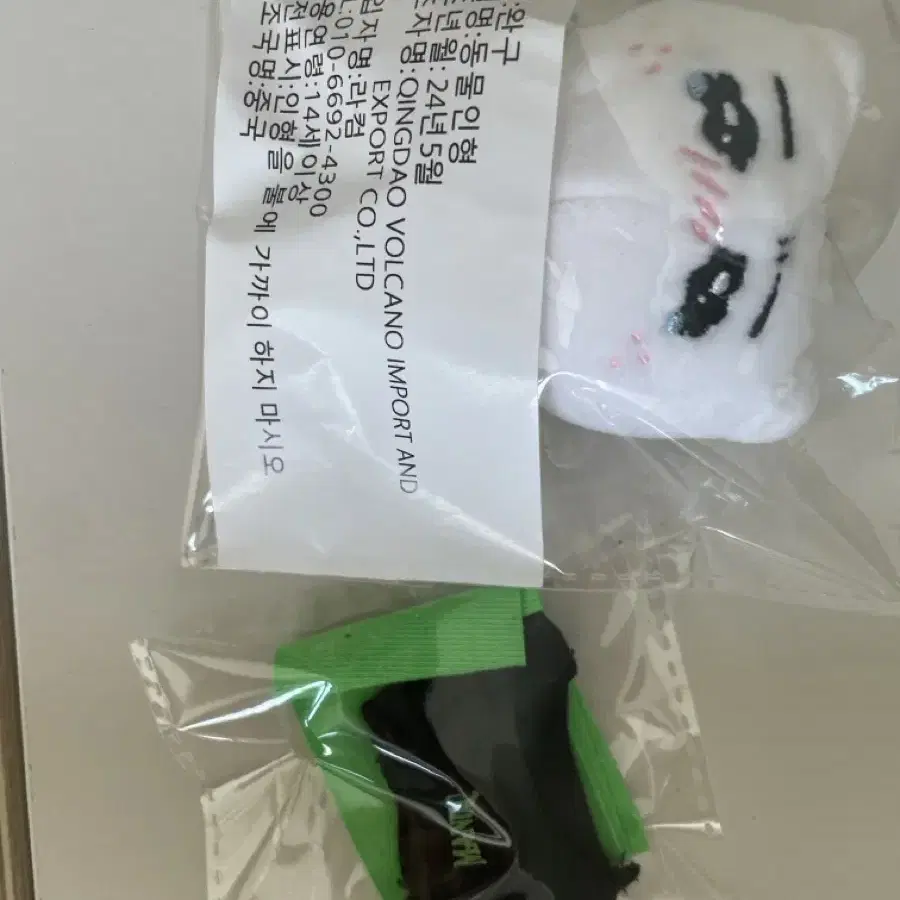 :완구
명:동물인형
년월:24년 5월
자명:QINGDAO VOLCANO IMPORT AND
EXPORT CO.,LTD
입자명:라컴
:010-6692-4300
용연령:14세이상
전표시:인형을 불에 가까이 하지 마시오
조국명:중국